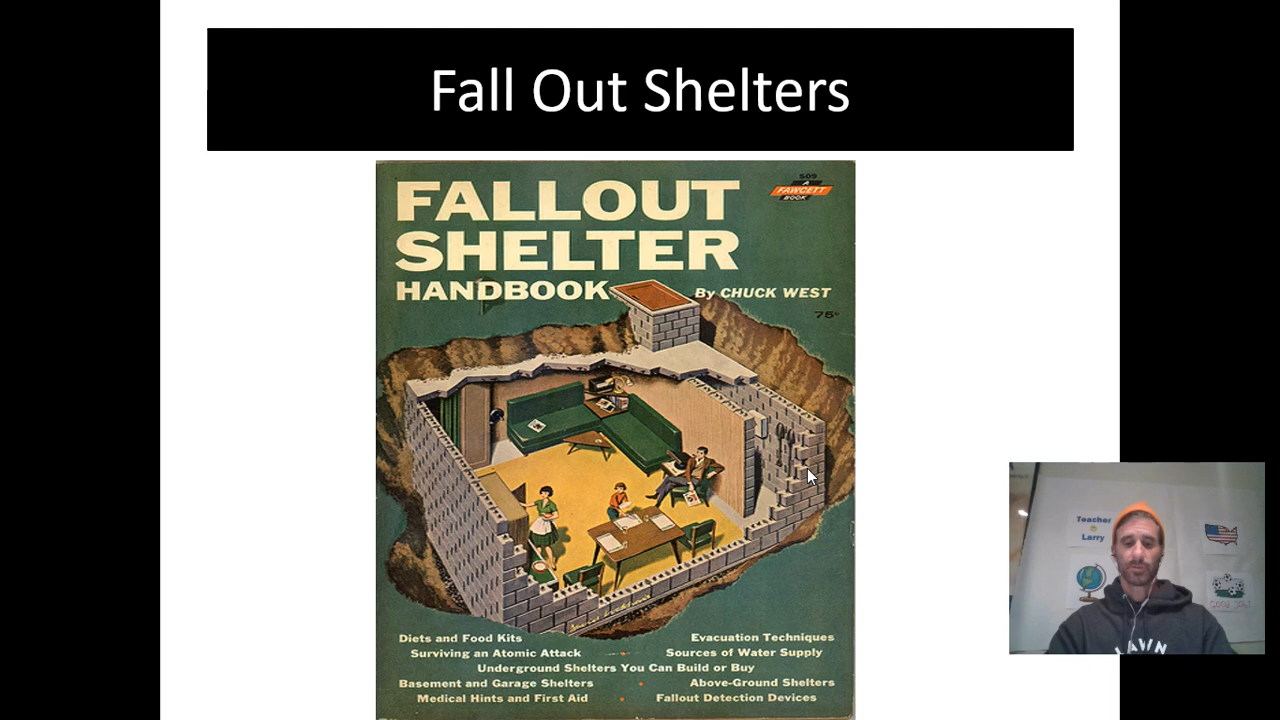 Fall Out Shelters
509
A
FAWCETT
BOOK
FALLOUT
SHELTER
HANDBOOK
By CHUCK WEST
75¢
Teacher
Larry
Diets and Food Kits
Evacuation Techniques
Surviving an Atomic Attack
Sources of Water Supply
Underground Shelters You Can Build or Buy
Basement and Garage Shelters
Above-Ground Shelters
Medical Hints and First Aid
Fallout Detection Devices